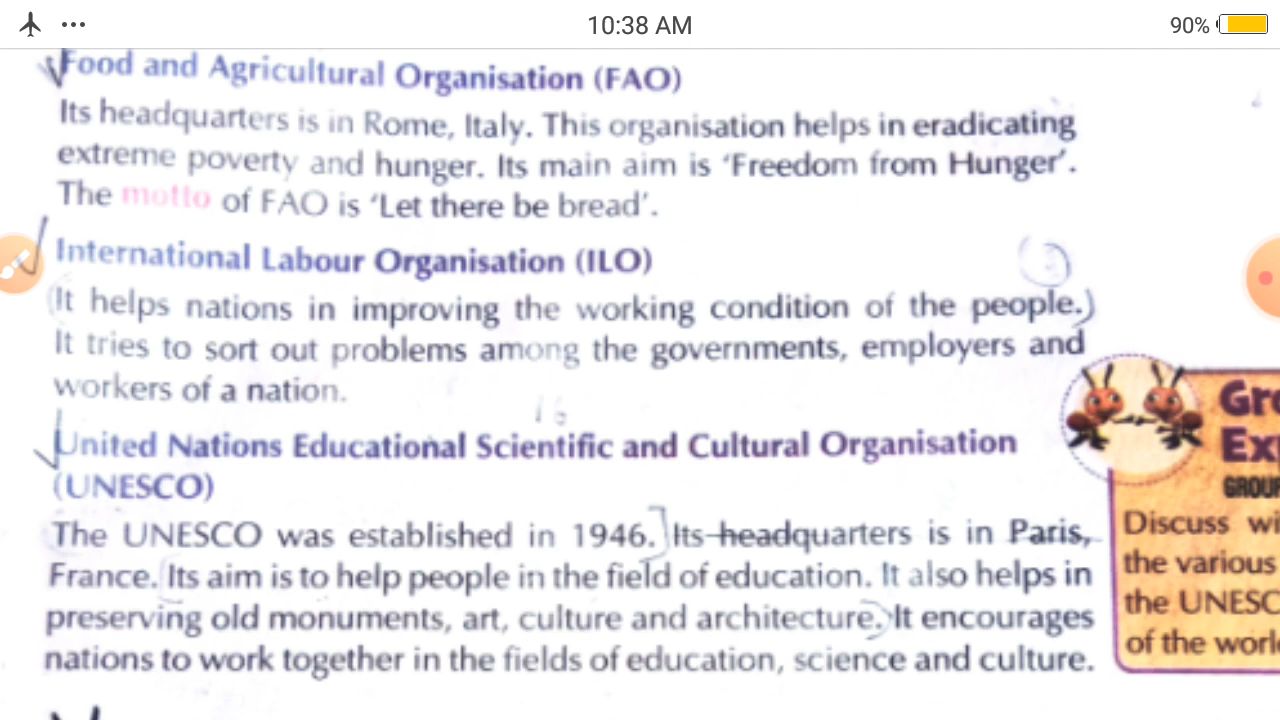 10:38 AM
90%
Food and Agricultural Organisation (FAO)
Its headquarters is in Rome, Italy. This organisation helps in eradicating
extreme poverty and hunger. Its main aim is ‘Freedom from Hunger’.
The motto of FAO is ‘Let there be bread’.
International Labour Organisation (ILO)
It helps nations in improving the working condition of the people.
It tries to sort out problems among the governments, employers and
workers of a nation.
16
United Nations Educational Scientific and Cultural Organisation
(UNESCO)
The UNESCO was established in 1946. Its headquarters is in Paris,
France. Its aim is to help people in the field of education. It also helps in
preserving old monuments, art, culture and architecture. It encourages
nations to work together in the fields of education, science and culture.
Gr
Ex
GROUP
Discuss wi
the various
the UNESC
of the worl